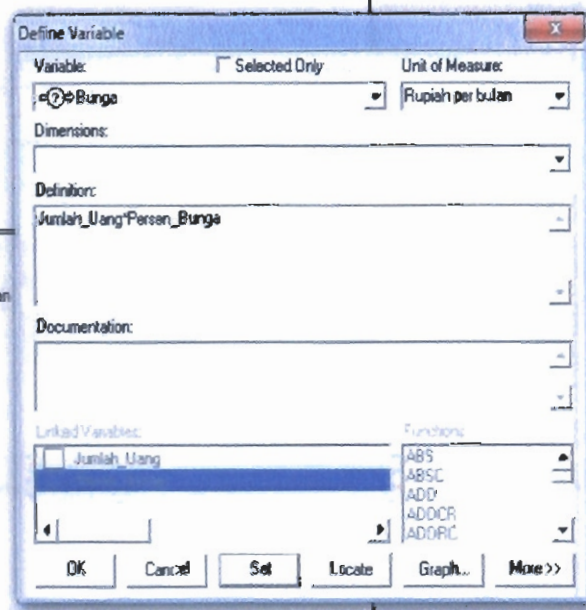 Define Variable
Variable:
Selected Only
Unit of Measure:
Bunga
Rupiah per bulan
Dimensions:
Definition:
Jumlah_Uang*Persen_Bunga
Documentation:
Linked Variables:
Functions:
Jumlah_Uang
ABS
ABSC
ADD
ADDCR
ADDRC
OK
Cancel
Set
Locate
Graph...
More >>